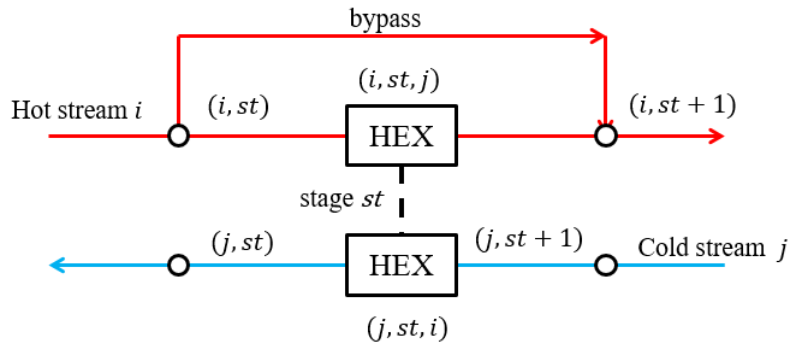 bypass
(i, st, j)
Hot stream i
(i, st)
(i, st + 1)
HEX
stage st
(j, st)
(j, st + 1)
Cold stream j
HEX
(j, st, i)